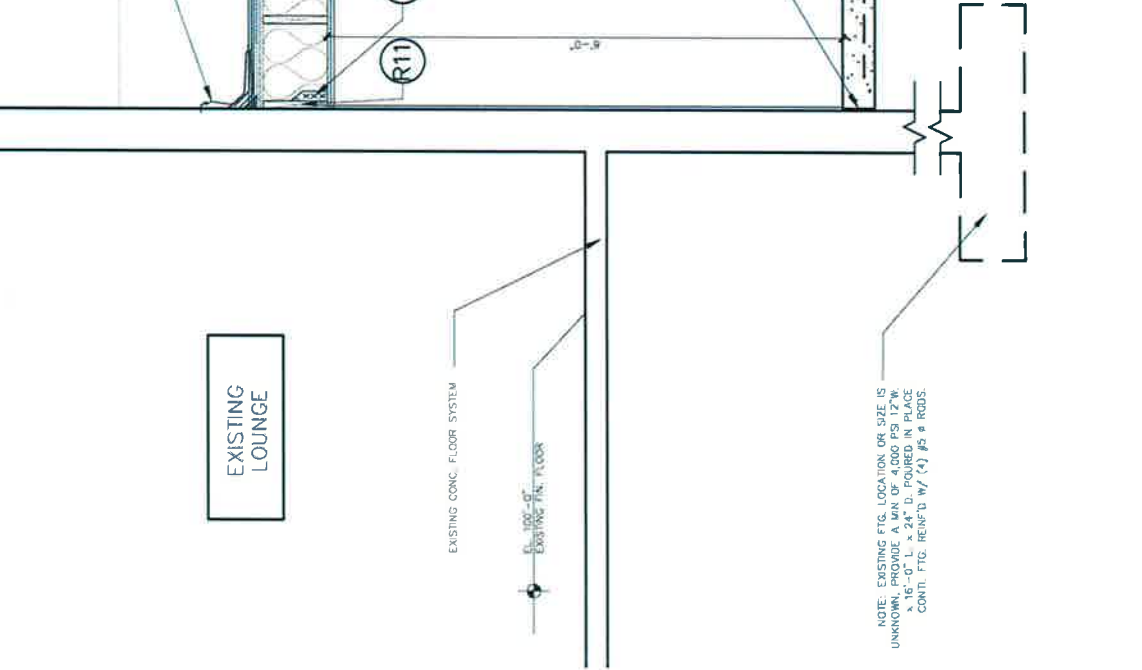 R11
6'-0"
EXISTING
LOUNGE
EXISTING CONC. FLOOR SYSTEM
EL. 100'-0"
EXISTING FIN. FLOOR
NOTE: EXISTING FTG. LOCATION OR SIZE IS
UNKNOWN, PROVIDE A MIN OF 4,000 PSI 12"W.
x 16'-0" L. x 24" D. POURED IN PLACE
CONT. FTG. REINF'D W/ (4) #5 ø RODS.